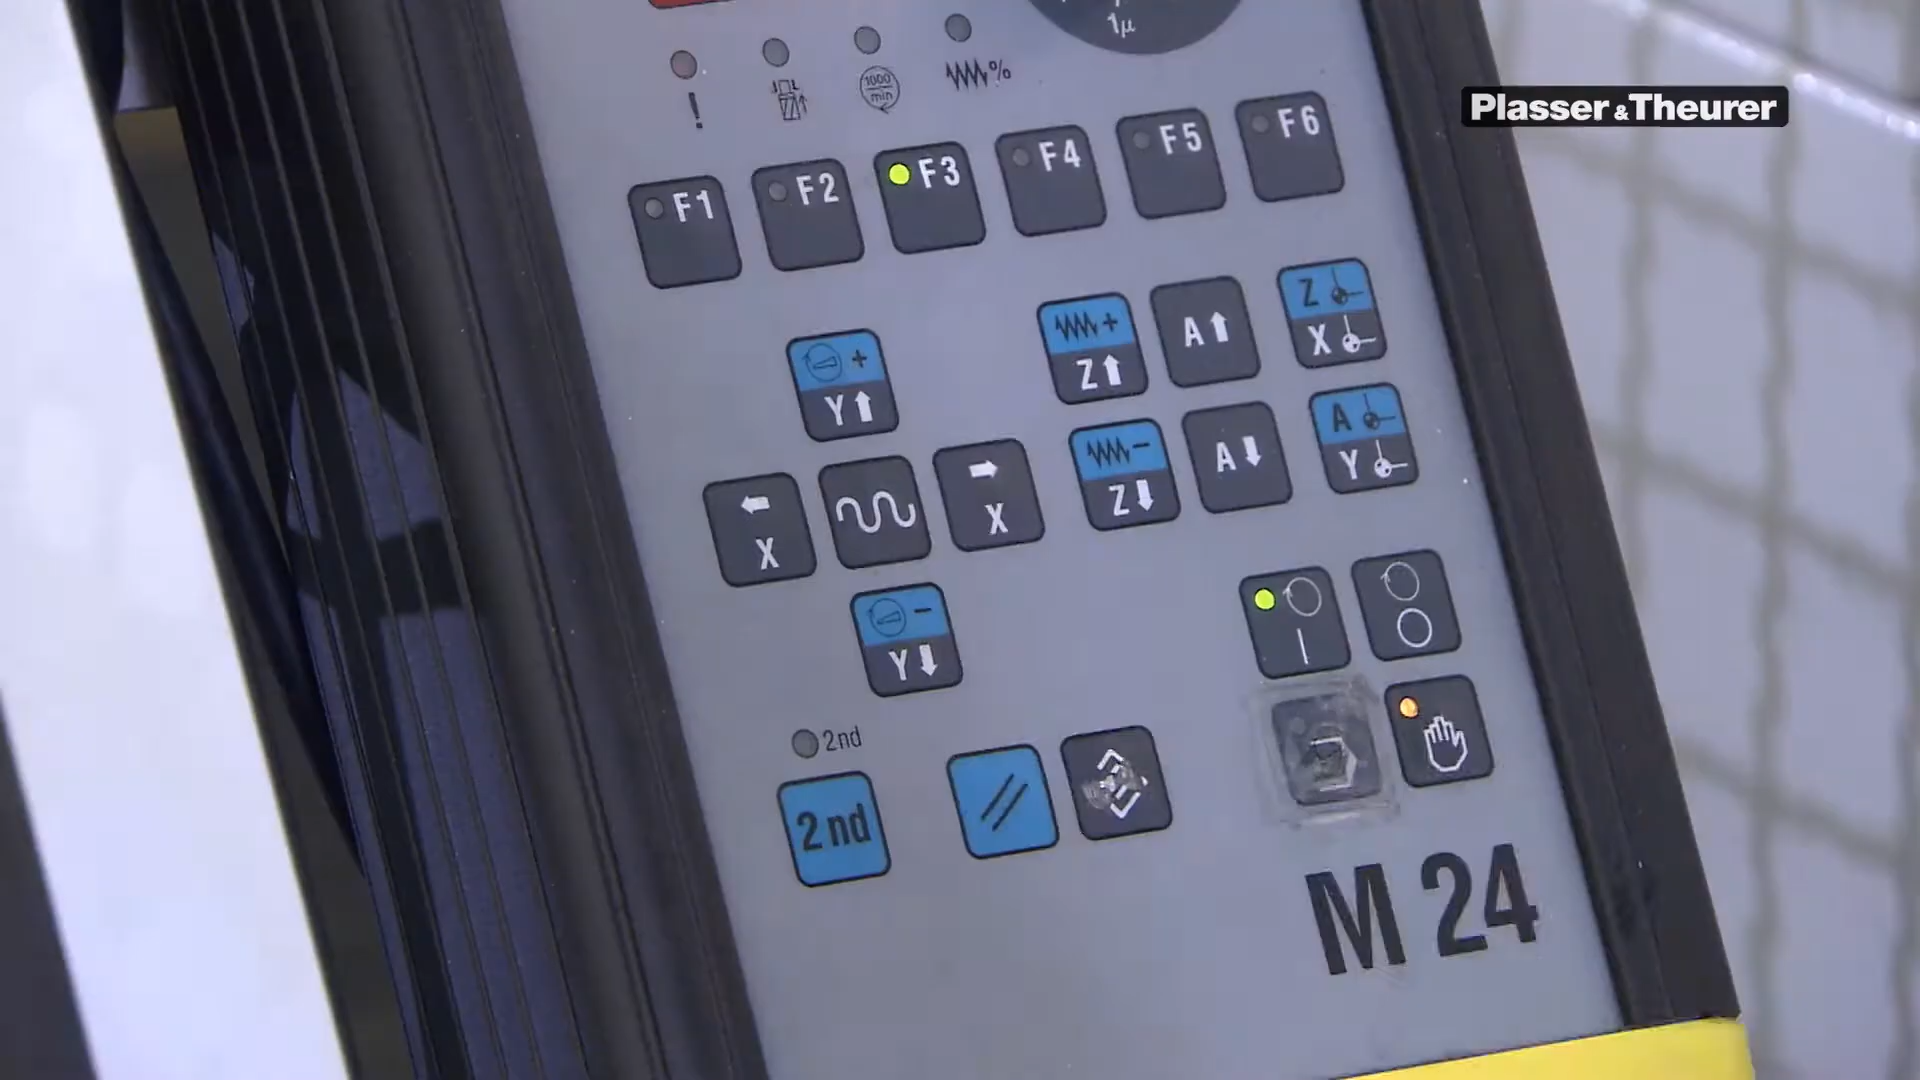 1µ
Plasser&Theurer
!
1000
min
%
F1
F2
F3
F4
F5
F6
+
Y
+
Z
A
Z
X
X
X
-
Z
A
A
Y
-
Y
2nd
2nd
M 24